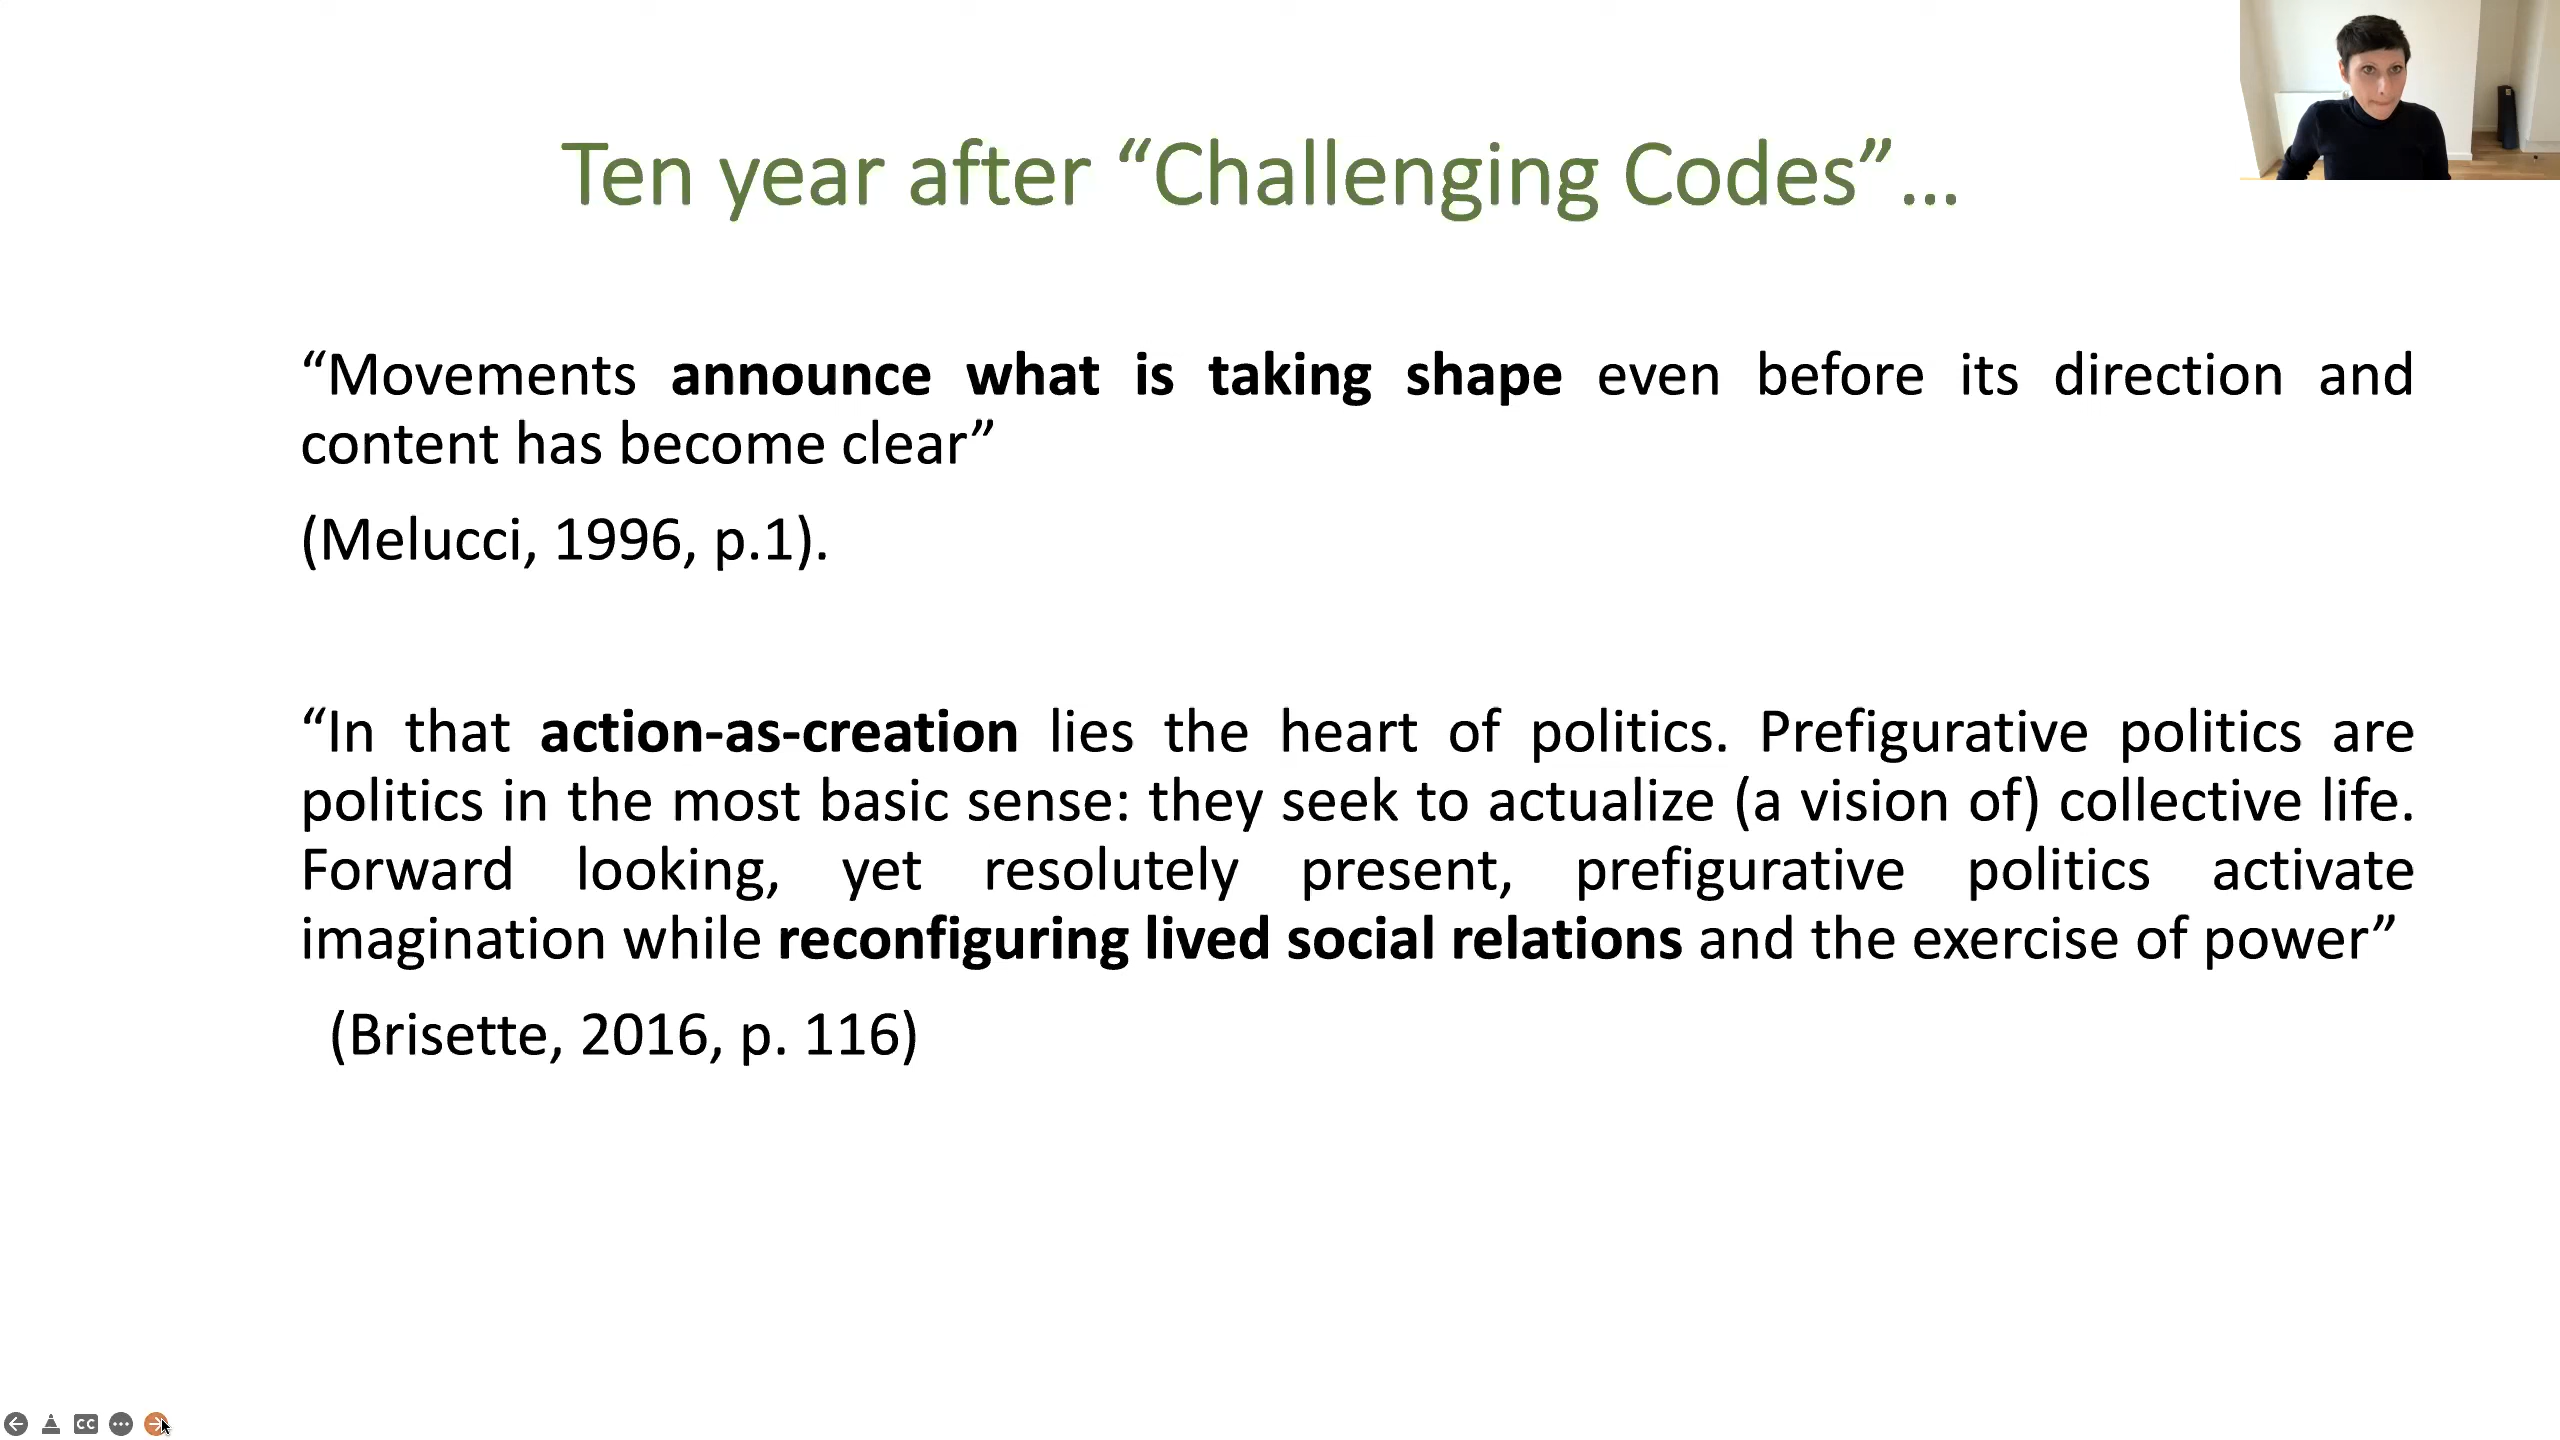 Ten year after “Challenging Codes”…
“Movements announce what is taking shape even before its direction and
content has become clear”
(Melucci, 1996, p.1).
“In that action-as-creation lies the heart of politics. Prefigurative politics are
politics in the most basic sense: they seek to actualize (a vision of) collective life.
Forward looking, yet resolutely present, prefigurative politics activate
imagination while reconfiguring lived social relations and the exercise of power”
(Brisette, 2016, p. 116)
CC